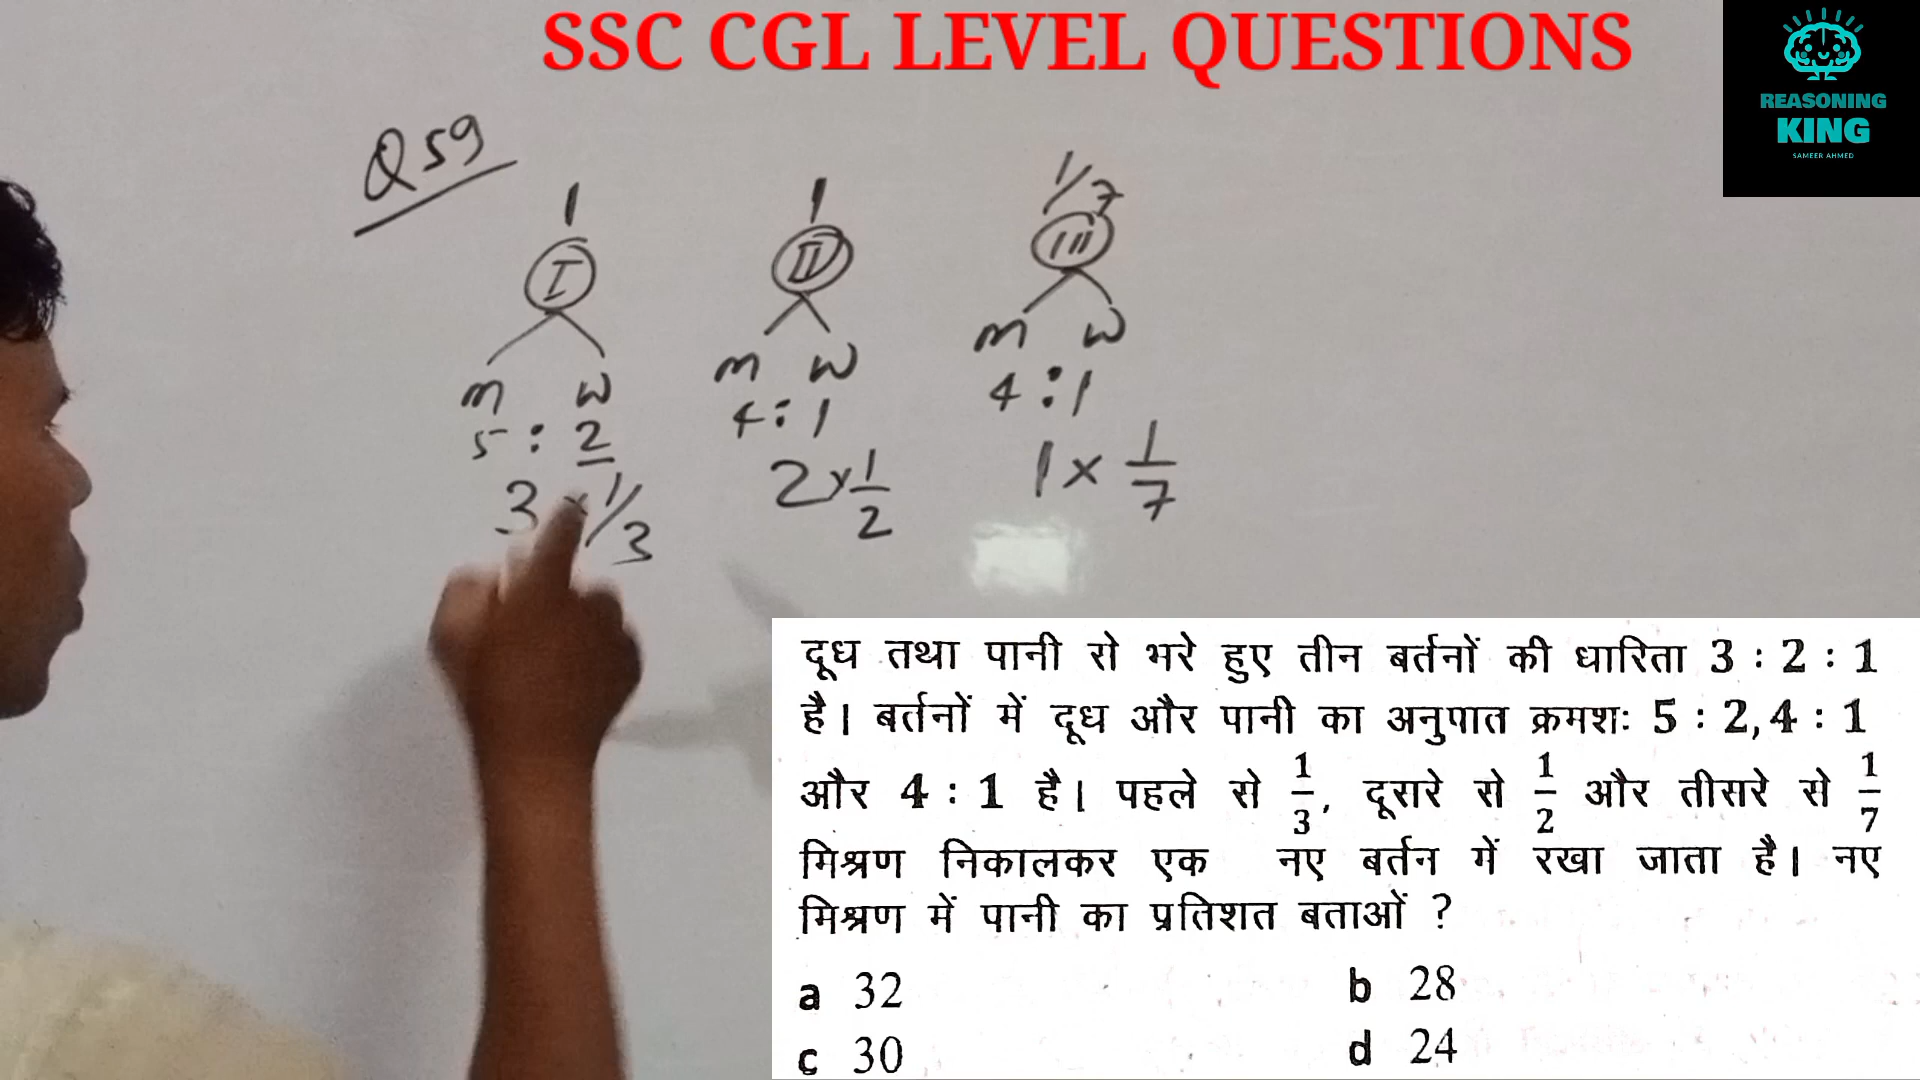 SSC CGL LEVEL QUESTIONS
REASONING
KING
SAMEER AHMED
Q59
1 1 1/7
I II III
m w m w m w
5 : 2 4 : 1 4 : 1
3 × 1/3 2 × 1/2 1 × 1/7
दूध तथा पानी से भरे हुए तीन बर्तनों की धारिता 3 : 2 : 1
है। बर्तनों में दूध और पानी का अनुपात क्रमशः 5 : 2, 4 : 1
और 4 : 1 है। पहले से 1/3, दूसरे से 1/2 और तीसरे से 1/7
मिश्रण निकालकर एक नए बर्तन में रखा जाता है। नए
मिश्रण में पानी का प्रतिशत बताओं ?
a 32 b 28
c 30 d 24